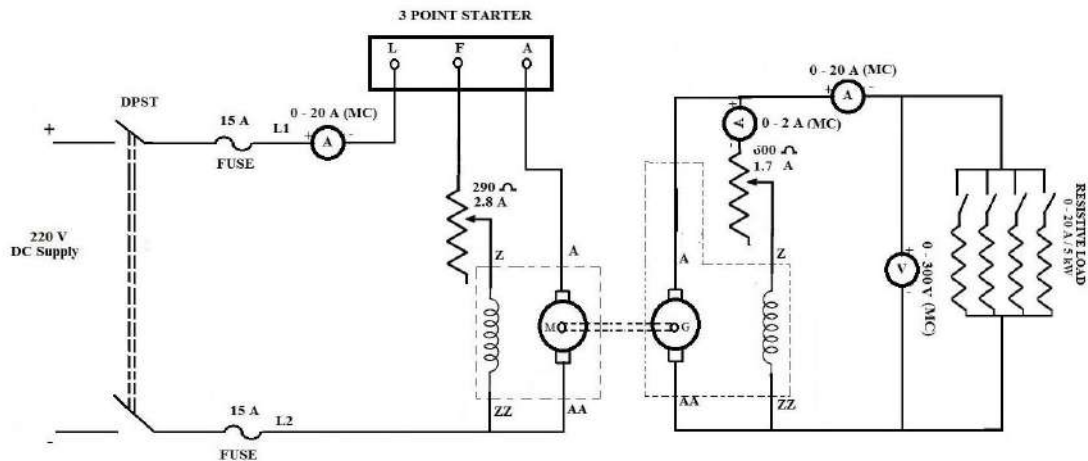 3 POINT STARTER
L F A
DPST
+
15 A
FUSE
L1
0 - 20 A (MC)
+ A -
290 Ω
2.8 A
220 V
DC Supply
Z
A
M
ZZ
AA
15 A
L2
FUSE
-
0 - 20 A (MC)
+ A -
+
A
-
0 - 2 A (MC)
600 Ω
1.7 A
A
Z
G
AA
ZZ
+
V
-
0 - 300 V (MC)
RESISTIVE LOAD
0 - 20 A / 5 kW